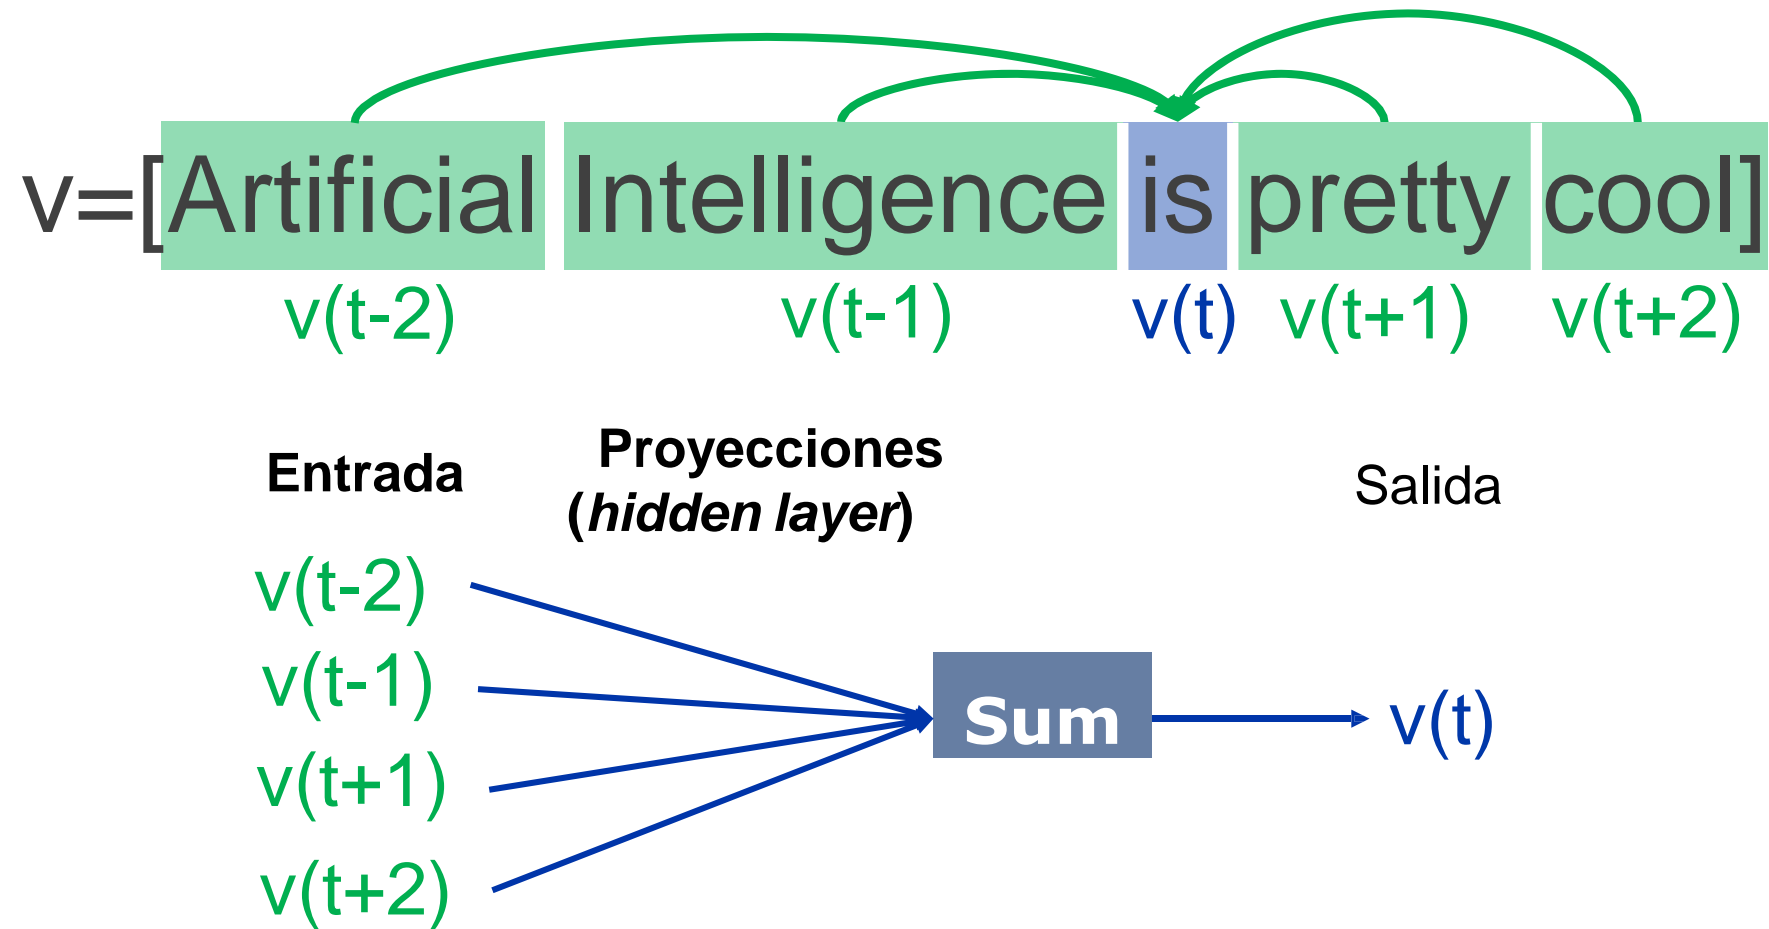 v=[Artificial Intelligence is pretty cool]
v(t-2) v(t-1) v(t) v(t+1) v(t+2)
Entrada
Proyecciones
(hidden layer)
Salida
v(t-2)
v(t-1)
v(t+1)
v(t+2)
Sum
v(t)